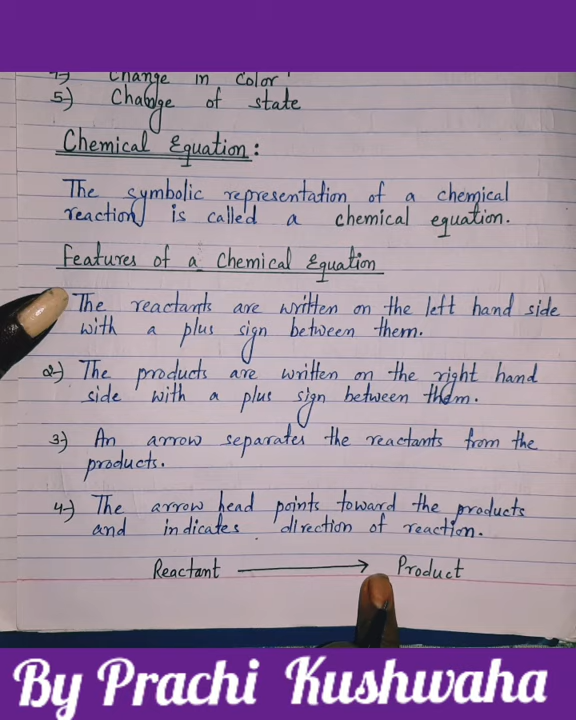 4-) Change in color
5-) Change of state
Chemical Equation:
The symbolic representation of a chemical
reaction is called a chemical equation.
Features of a Chemical Equation
The reactants are written on the left hand side
with a plus sign between them.
2-) The products are written on the right hand
side with a plus sign between them.
3-) An arrow separates the reactants from the
products.
4-) The arrow head points toward the products
and indicates direction of reaction.
Reactant ⟶ Product
By Prachi Kushwaha